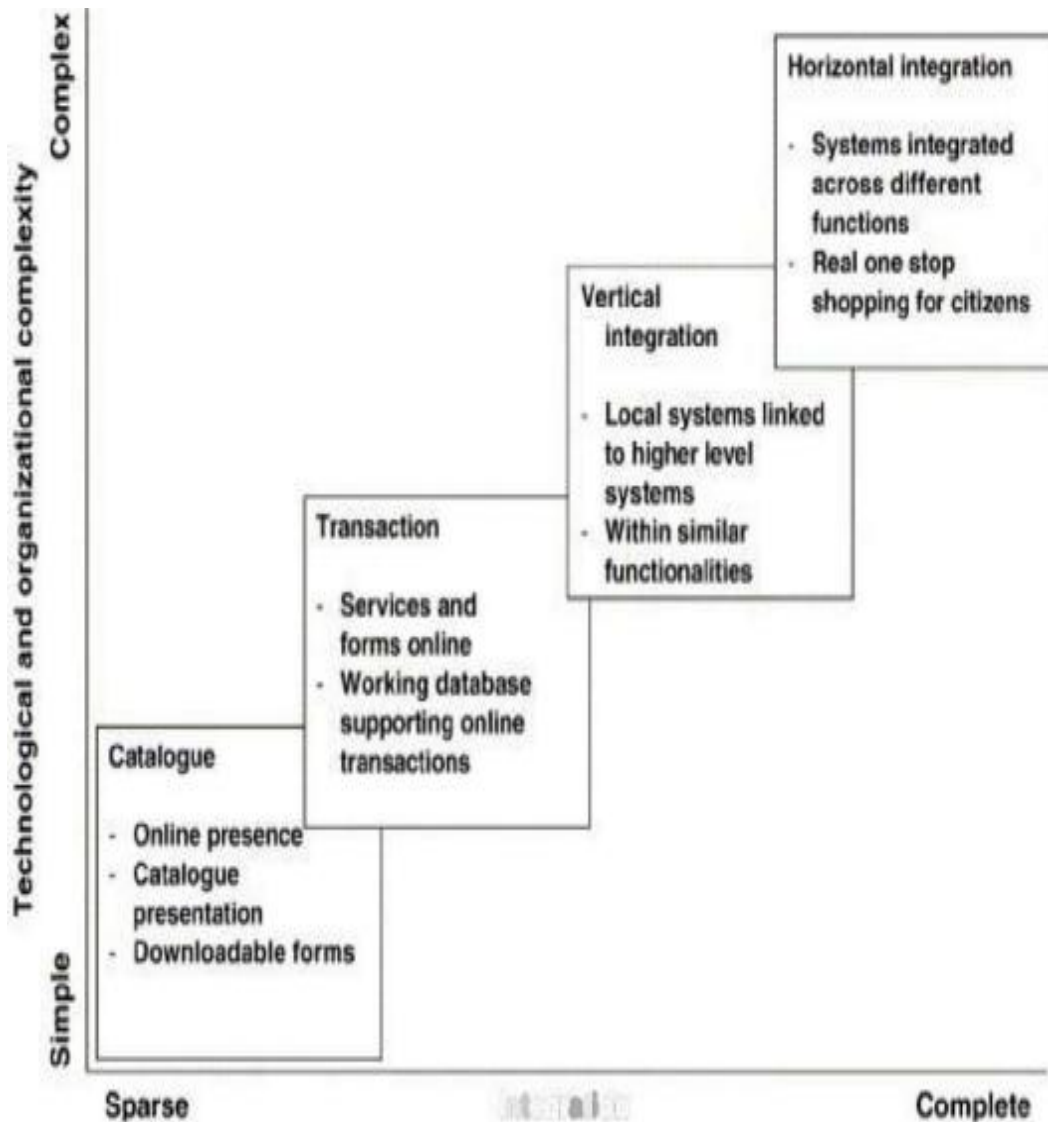 Technological and organizational complexity
Complex
Simple
Horizontal integration
- Systems integrated
across different
functions
- Real one stop
shopping for citizens
Vertical
integration
- Local systems linked
to higher level
systems
- Within similar
functionalities
Transaction
- Services and
forms online
- Working database
supporting online
transactions
Catalogue
- Online presence
- Catalogue
presentation
- Downloadable forms
Sparse
Complete